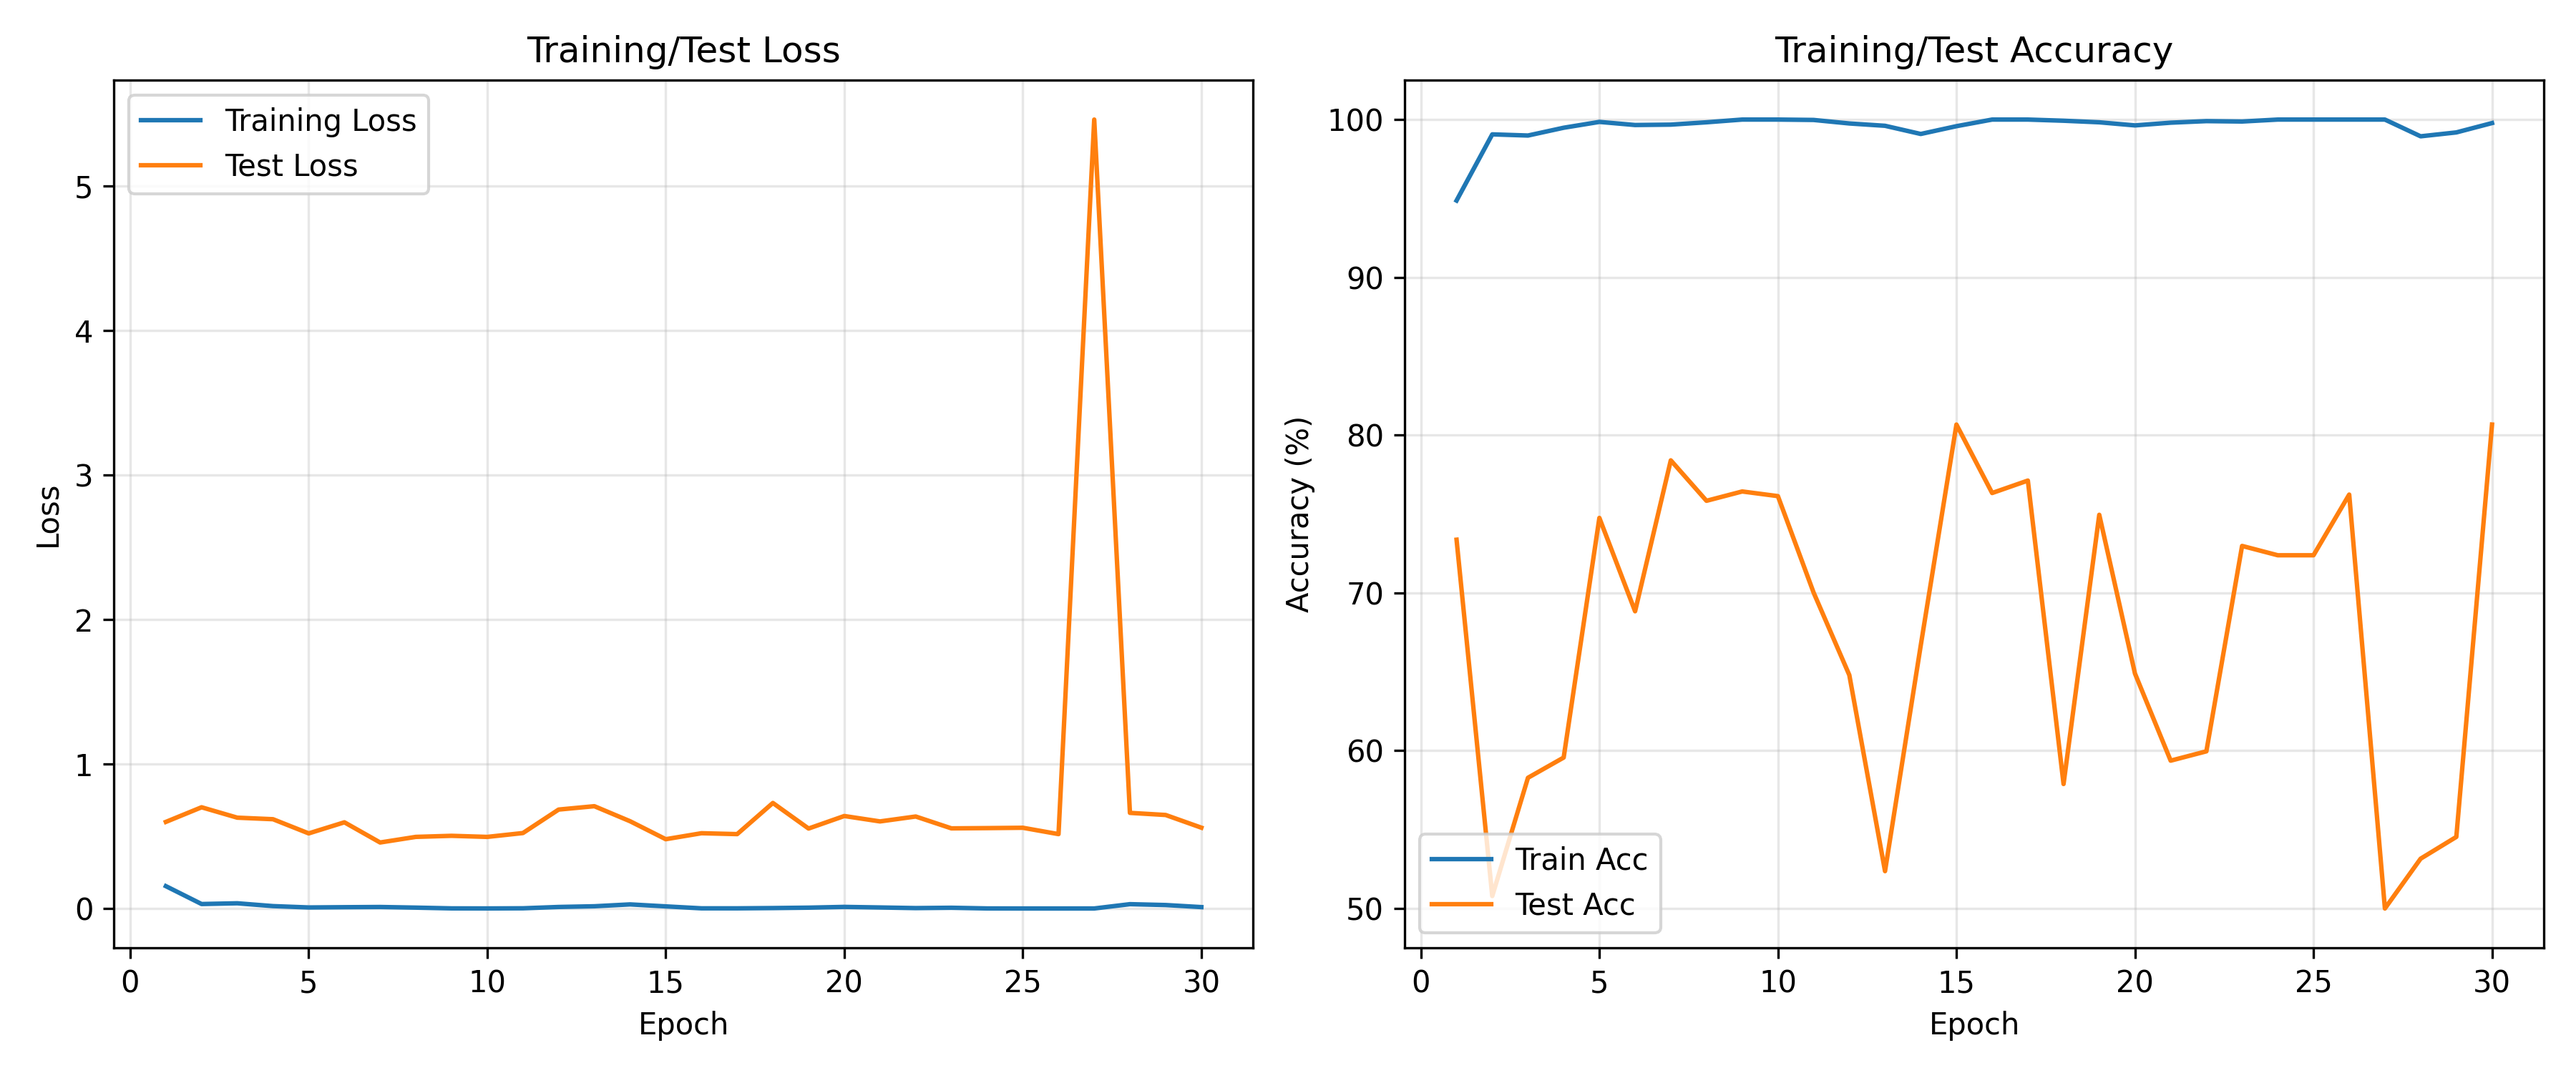 Training/Test Loss
Training Loss
Test Loss
5
4
3
2
1
0
Loss
0 5 10 15 20 25 30
Epoch
Training/Test Accuracy
100
90
80
70
60
50
Accuracy (%)
Train Acc
Test Acc
0 5 10 15 20 25 30
Epoch